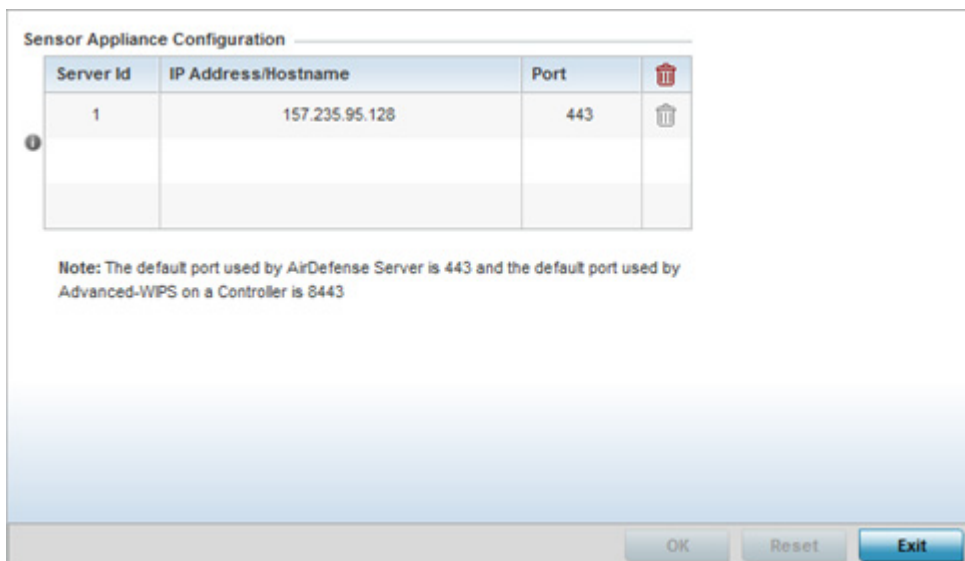 Sensor Appliance Configuration
Server Id IP Address/Hostname Port
1 157.235.95.128 443
Note: The default port used by AirDefense Server is 443 and the default port used by
Advanced-WIPS on a Controller is 8443
OK Reset Exit